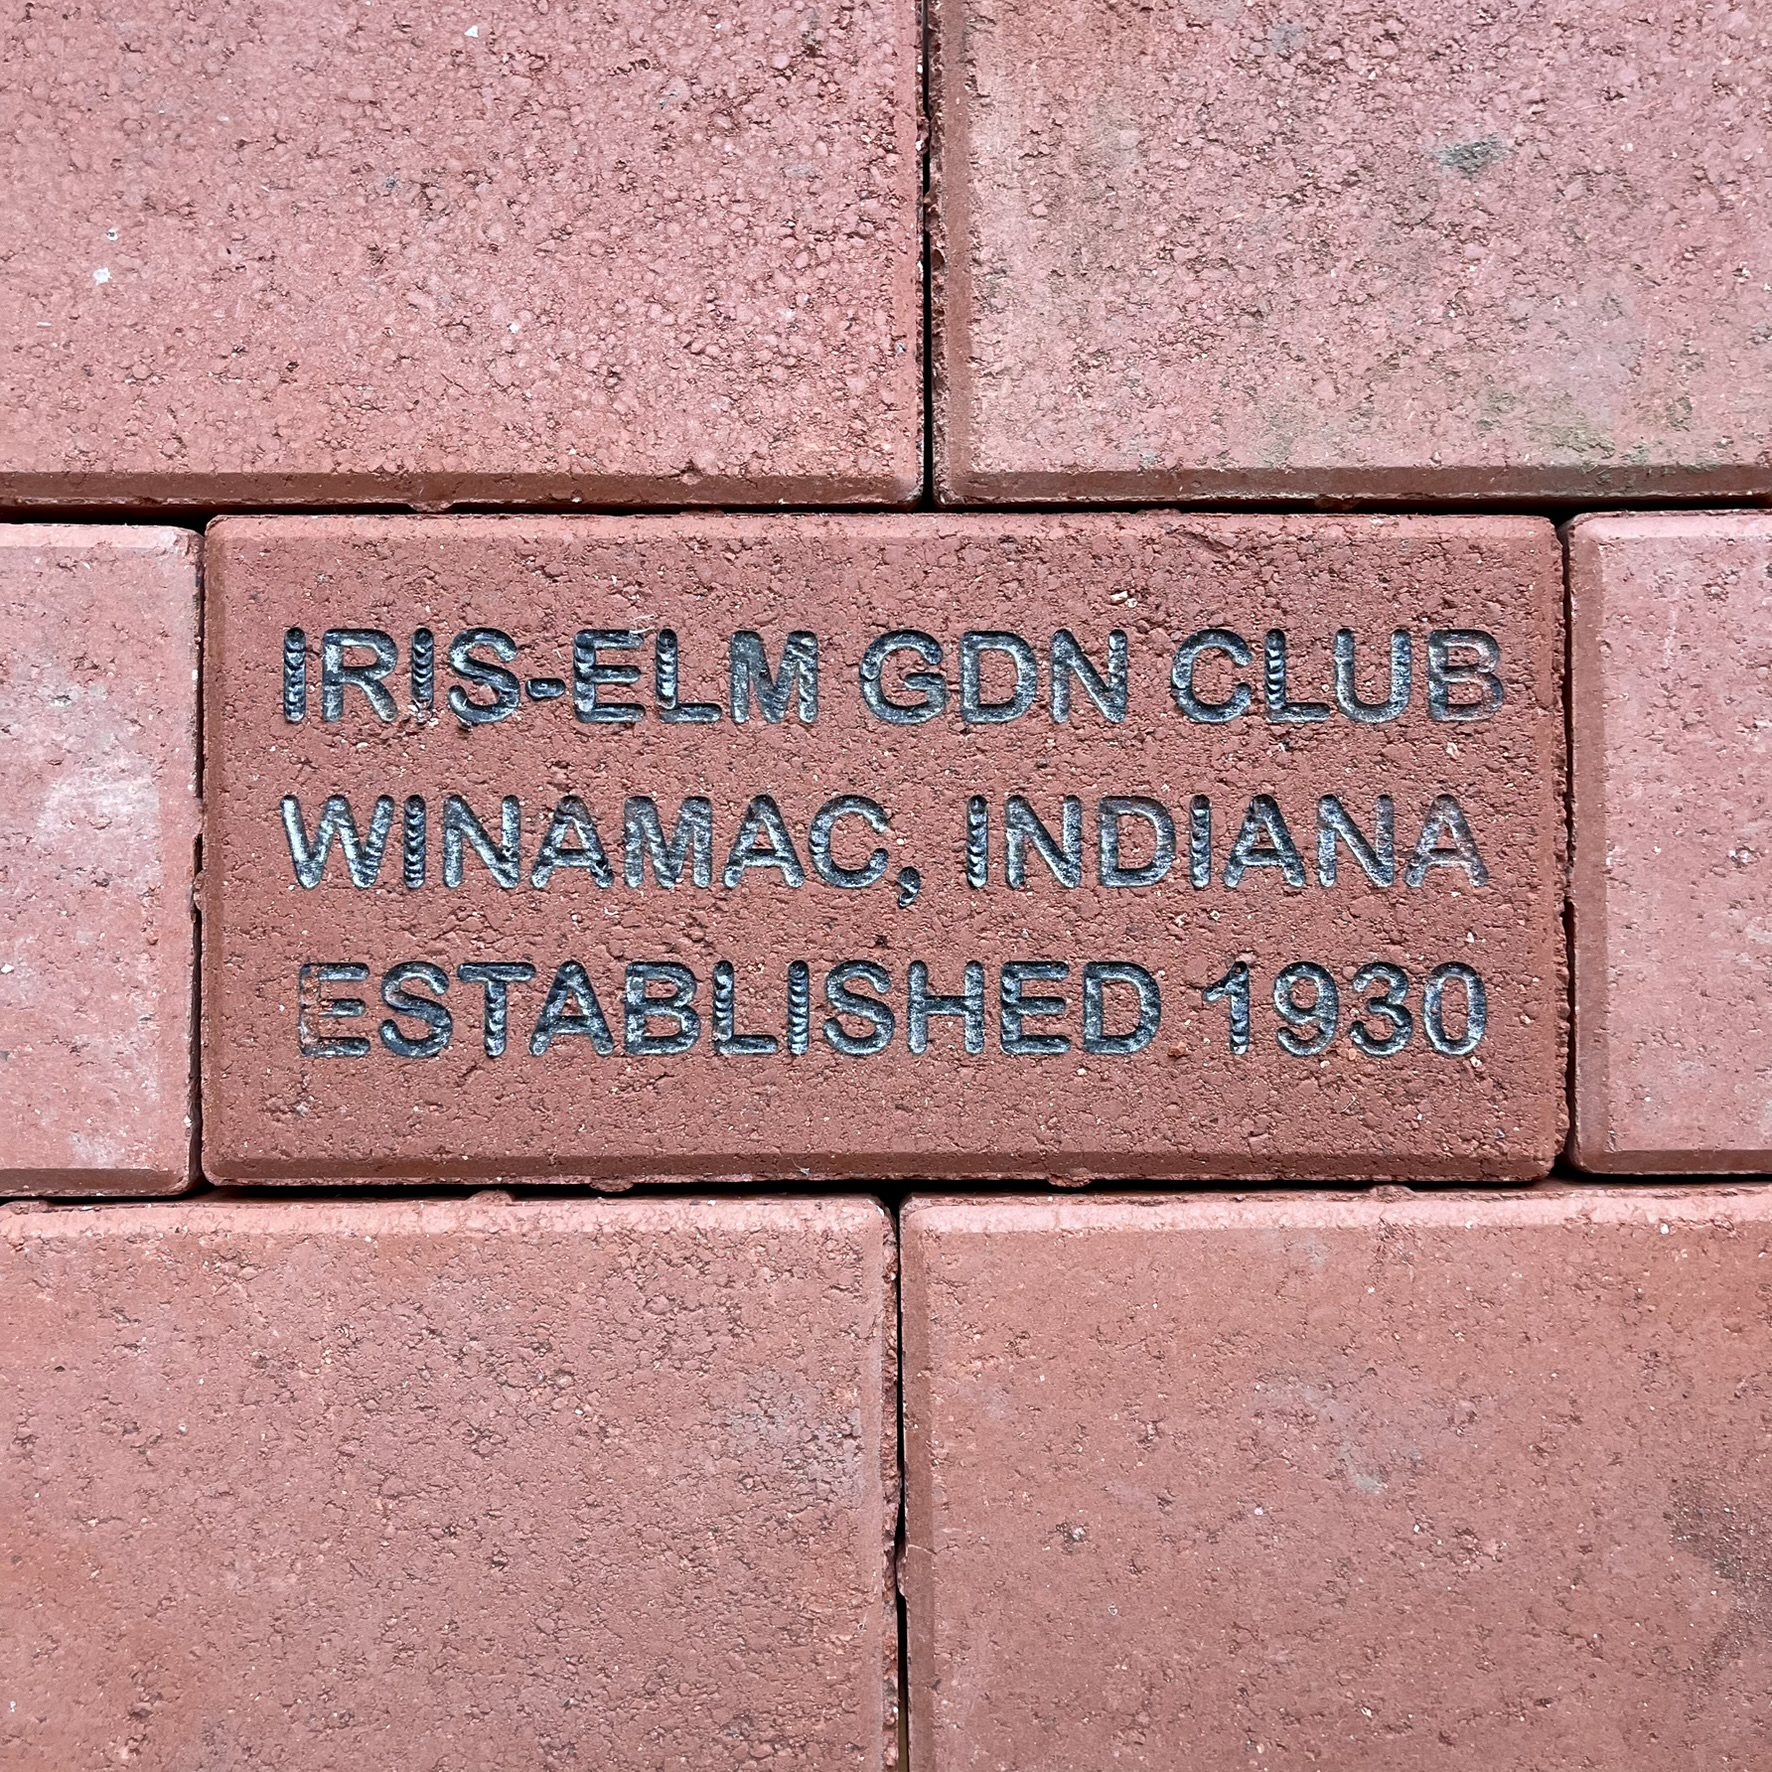 IRIS-ELM GDN CLUB
WINAMAC, INDIANA
ESTABLISHED 1930